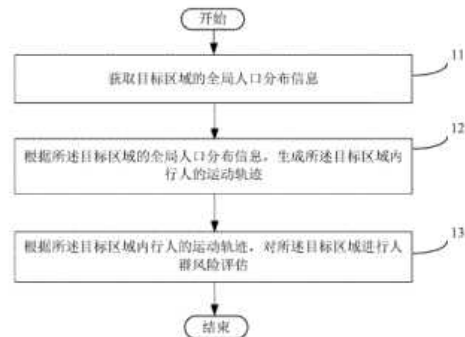 开始
获取目标区域的全局人口分布信息
11
根据所述目标区域的全局人口分布信息，生成所述目标区域内
行人的运动轨迹
12
根据所述目标区域内行人的运动轨迹，对所述目标区域进行人
群风险评估
13
结束